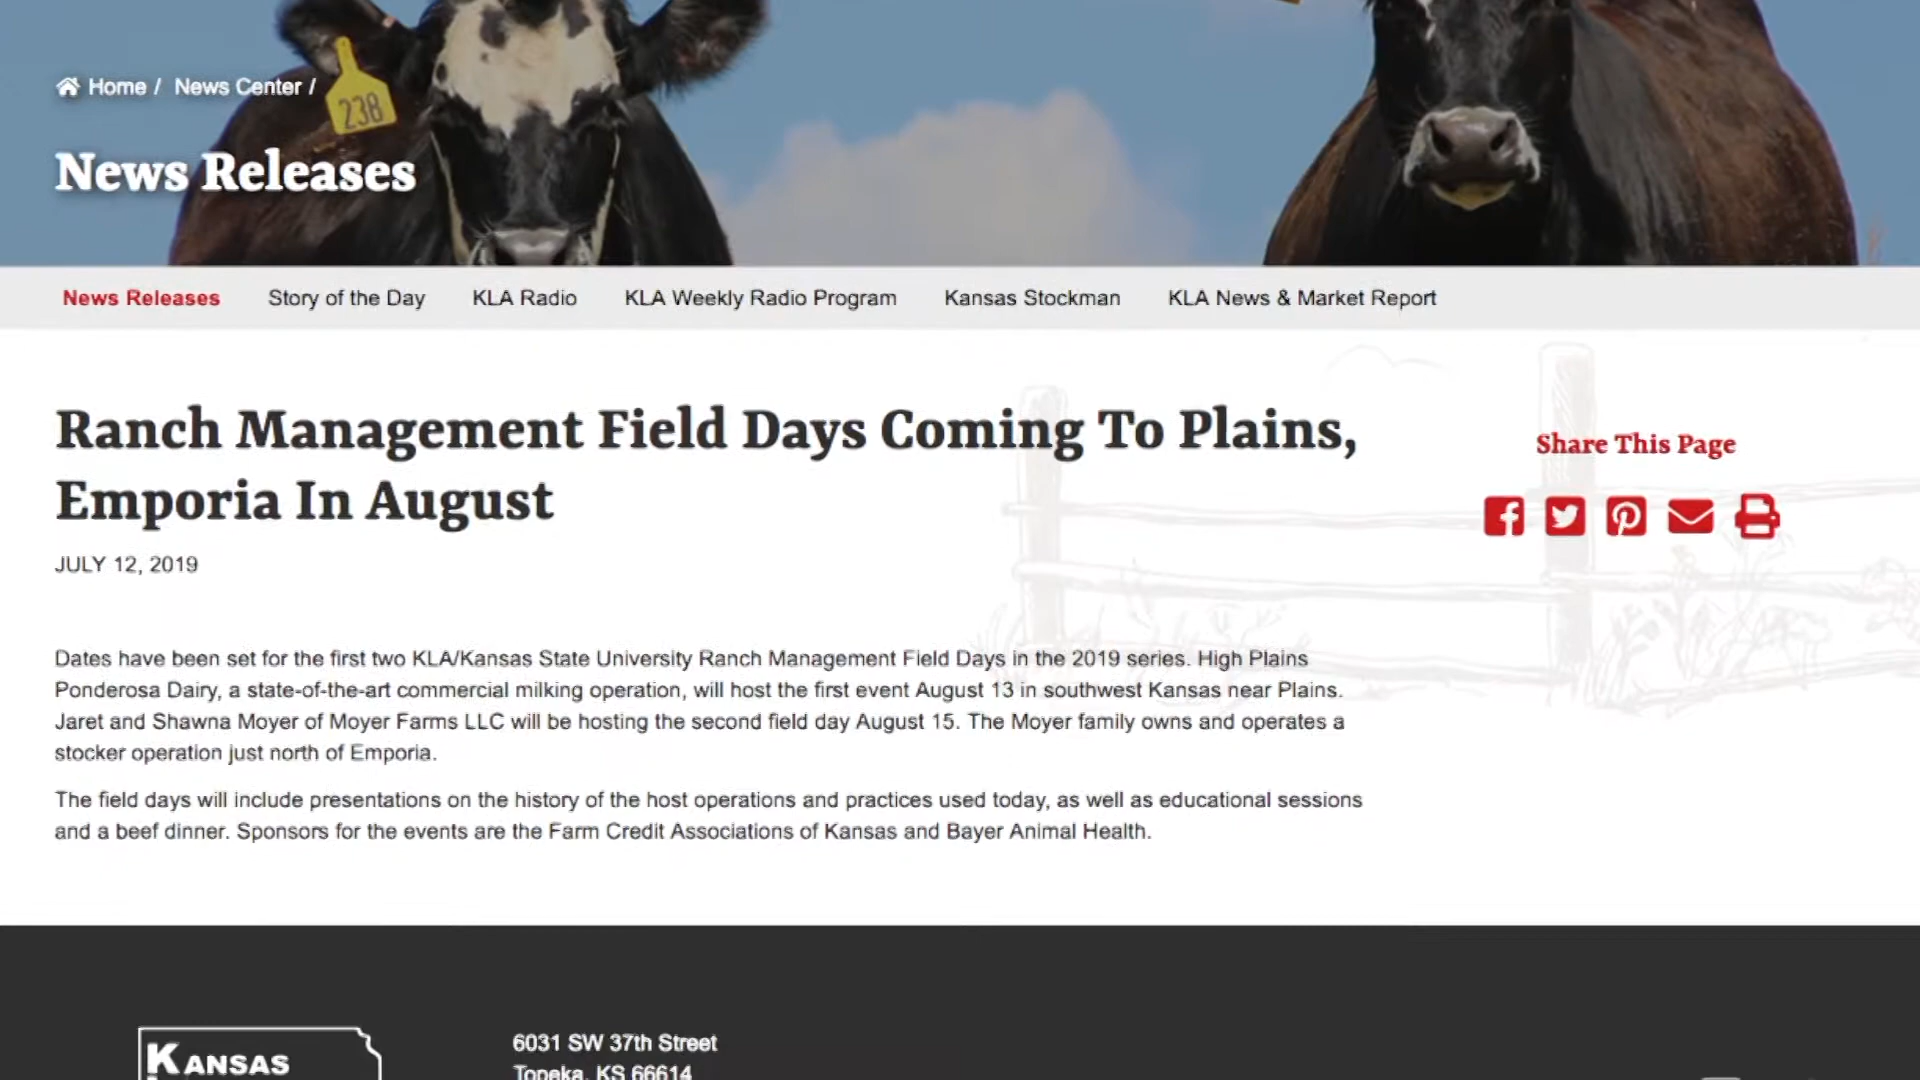 Home / News Center /
238
News Releases
News Releases Story of the Day KLA Radio KLA Weekly Radio Program Kansas Stockman KLA News & Market Report
Ranch Management Field Days Coming To Plains,
Emporia In August
Share This Page
JULY 12, 2019
Dates have been set for the first two KLA/Kansas State University Ranch Management Field Days in the 2019 series. High Plains
Ponderosa Dairy, a state-of-the-art commercial milking operation, will host the first event August 13 in southwest Kansas near Plains.
Jaret and Shawna Moyer of Moyer Farms LLC will be hosting the second field day August 15. The Moyer family owns and operates a
stocker operation just north of Emporia.
The field days will include presentations on the history of the host operations and practices used today, as well as educational sessions
and a beef dinner. Sponsors for the events are the Farm Credit Associations of Kansas and Bayer Animal Health.
KANSAS
6031 SW 37th Street
Topeka, KS 66614